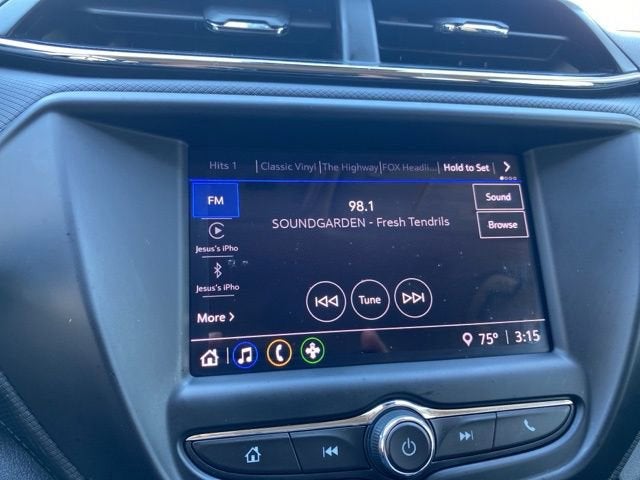 Hits 1 Classic Vinyl The Highway FOX Headli... Hold to Set
FM
98.1
Sound
SOUNDGARDEN - Fresh Tendrils
Browse
Jesus's iPho
Jesus's iPho
Tune
More
75° 3:15